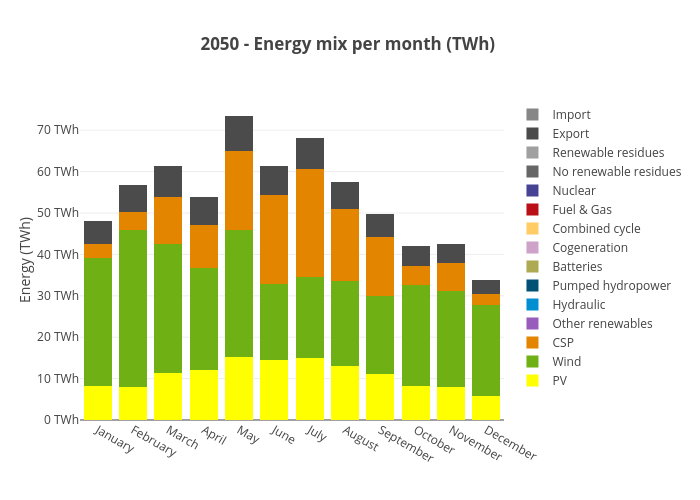 2050 - Energy mix per month (TWh)
Energy (TWh)
70 TWh
60 TWh
50 TWh
40 TWh
30 TWh
20 TWh
10 TWh
0 TWh
January
February
March
April
May
June
July
August
September
October
November
December
Import
Export
Renewable residues
No renewable residues
Nuclear
Fuel & Gas
Combined cycle
Cogeneration
Batteries
Pumped hydropower
Hydraulic
Other renewables
CSP
Wind
PV